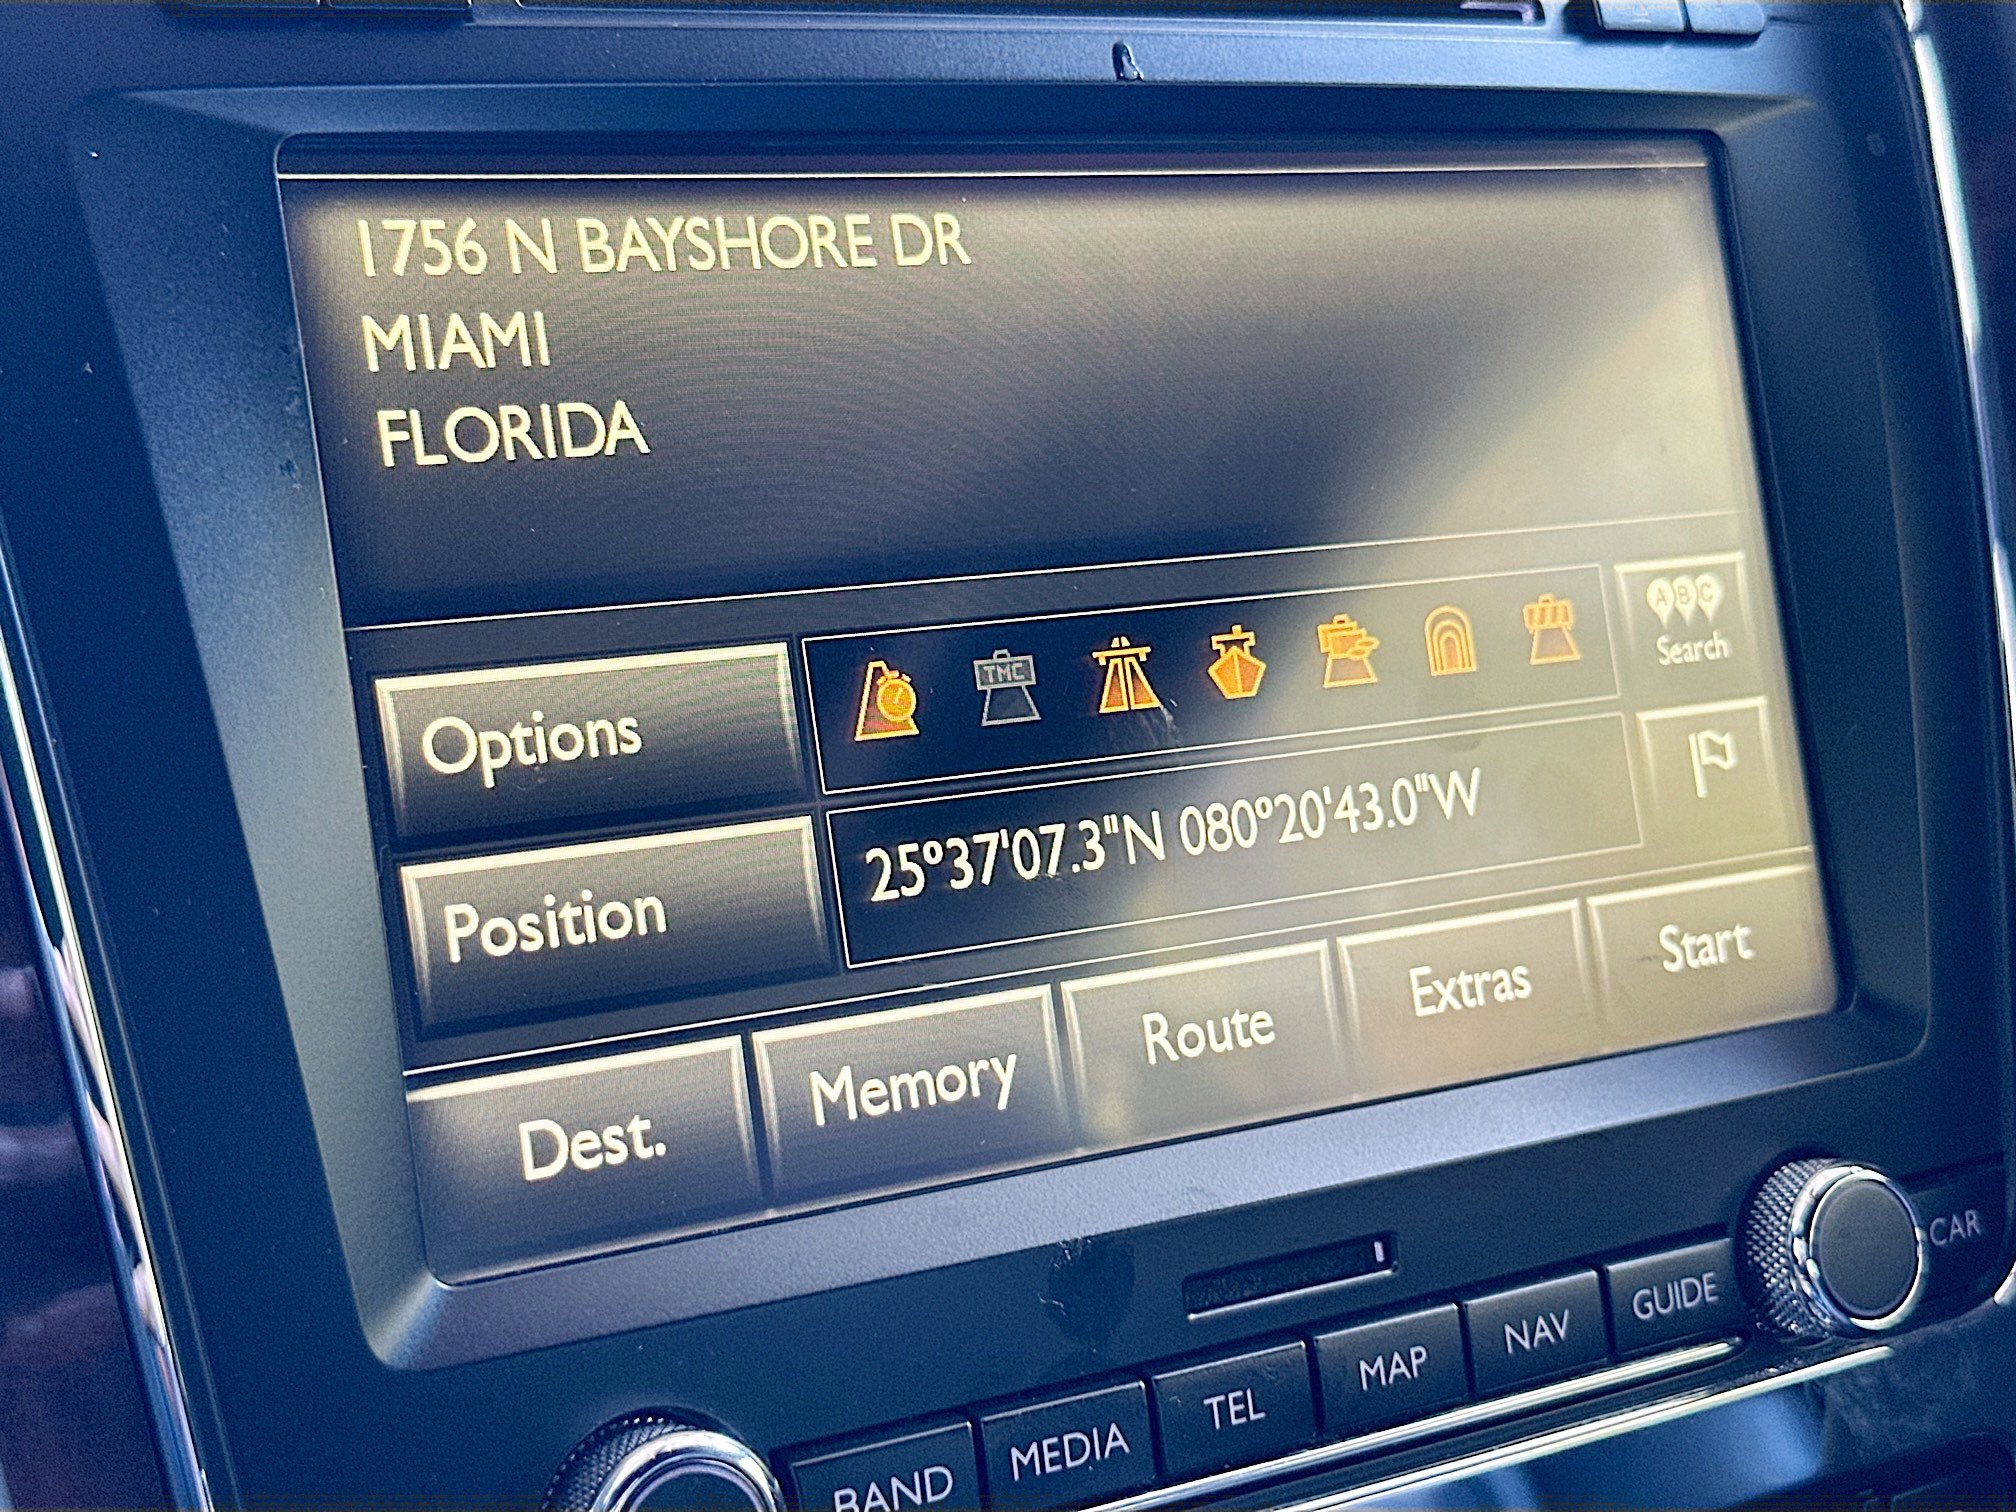 1756 N BAYSHORE DR
MIAMI
FLORIDA
TMC
A B C
Search
Options
25°37'07.3"N 080°20'43.0"W
Position
Dest.
Memory
Route
Extras
Start
BAND
MEDIA
TEL
MAP
NAV
GUIDE
CAR